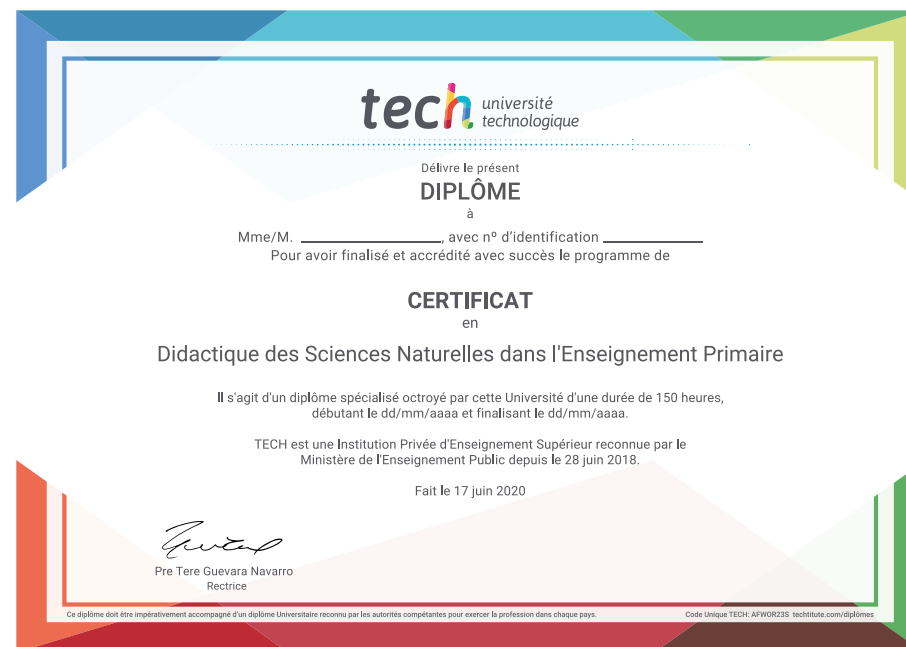 tech université
technologique
Délivre le présent
DIPLÔME
à
Mme/M. ____________________, avec nº d'identification ______________
Pour avoir finalisé et accrédité avec succès le programme de
CERTIFICAT
en
Didactique des Sciences Naturelles dans l'Enseignement Primaire
Il s'agit d'un diplôme spécialisé octroyé par cette Université d'une durée de 150 heures,
débutant le dd/mm/aaaa et finalisant le dd/mm/aaaa.
TECH est une Institution Privée d'Enseignement Supérieur reconnue par le
Ministère de l'Enseignement Public depuis le 28 juin 2018.
Fait le 17 juin 2020
Pre Tere Guevara Navarro
Rectrice
Ce diplôme doit être impérativement accompagné d'un diplôme Universitaire reconnu par les autorités compétantes pour exercer la profession dans chaque pays. Code Unique TECH: AFWOR23S techtitute.com/diplômes